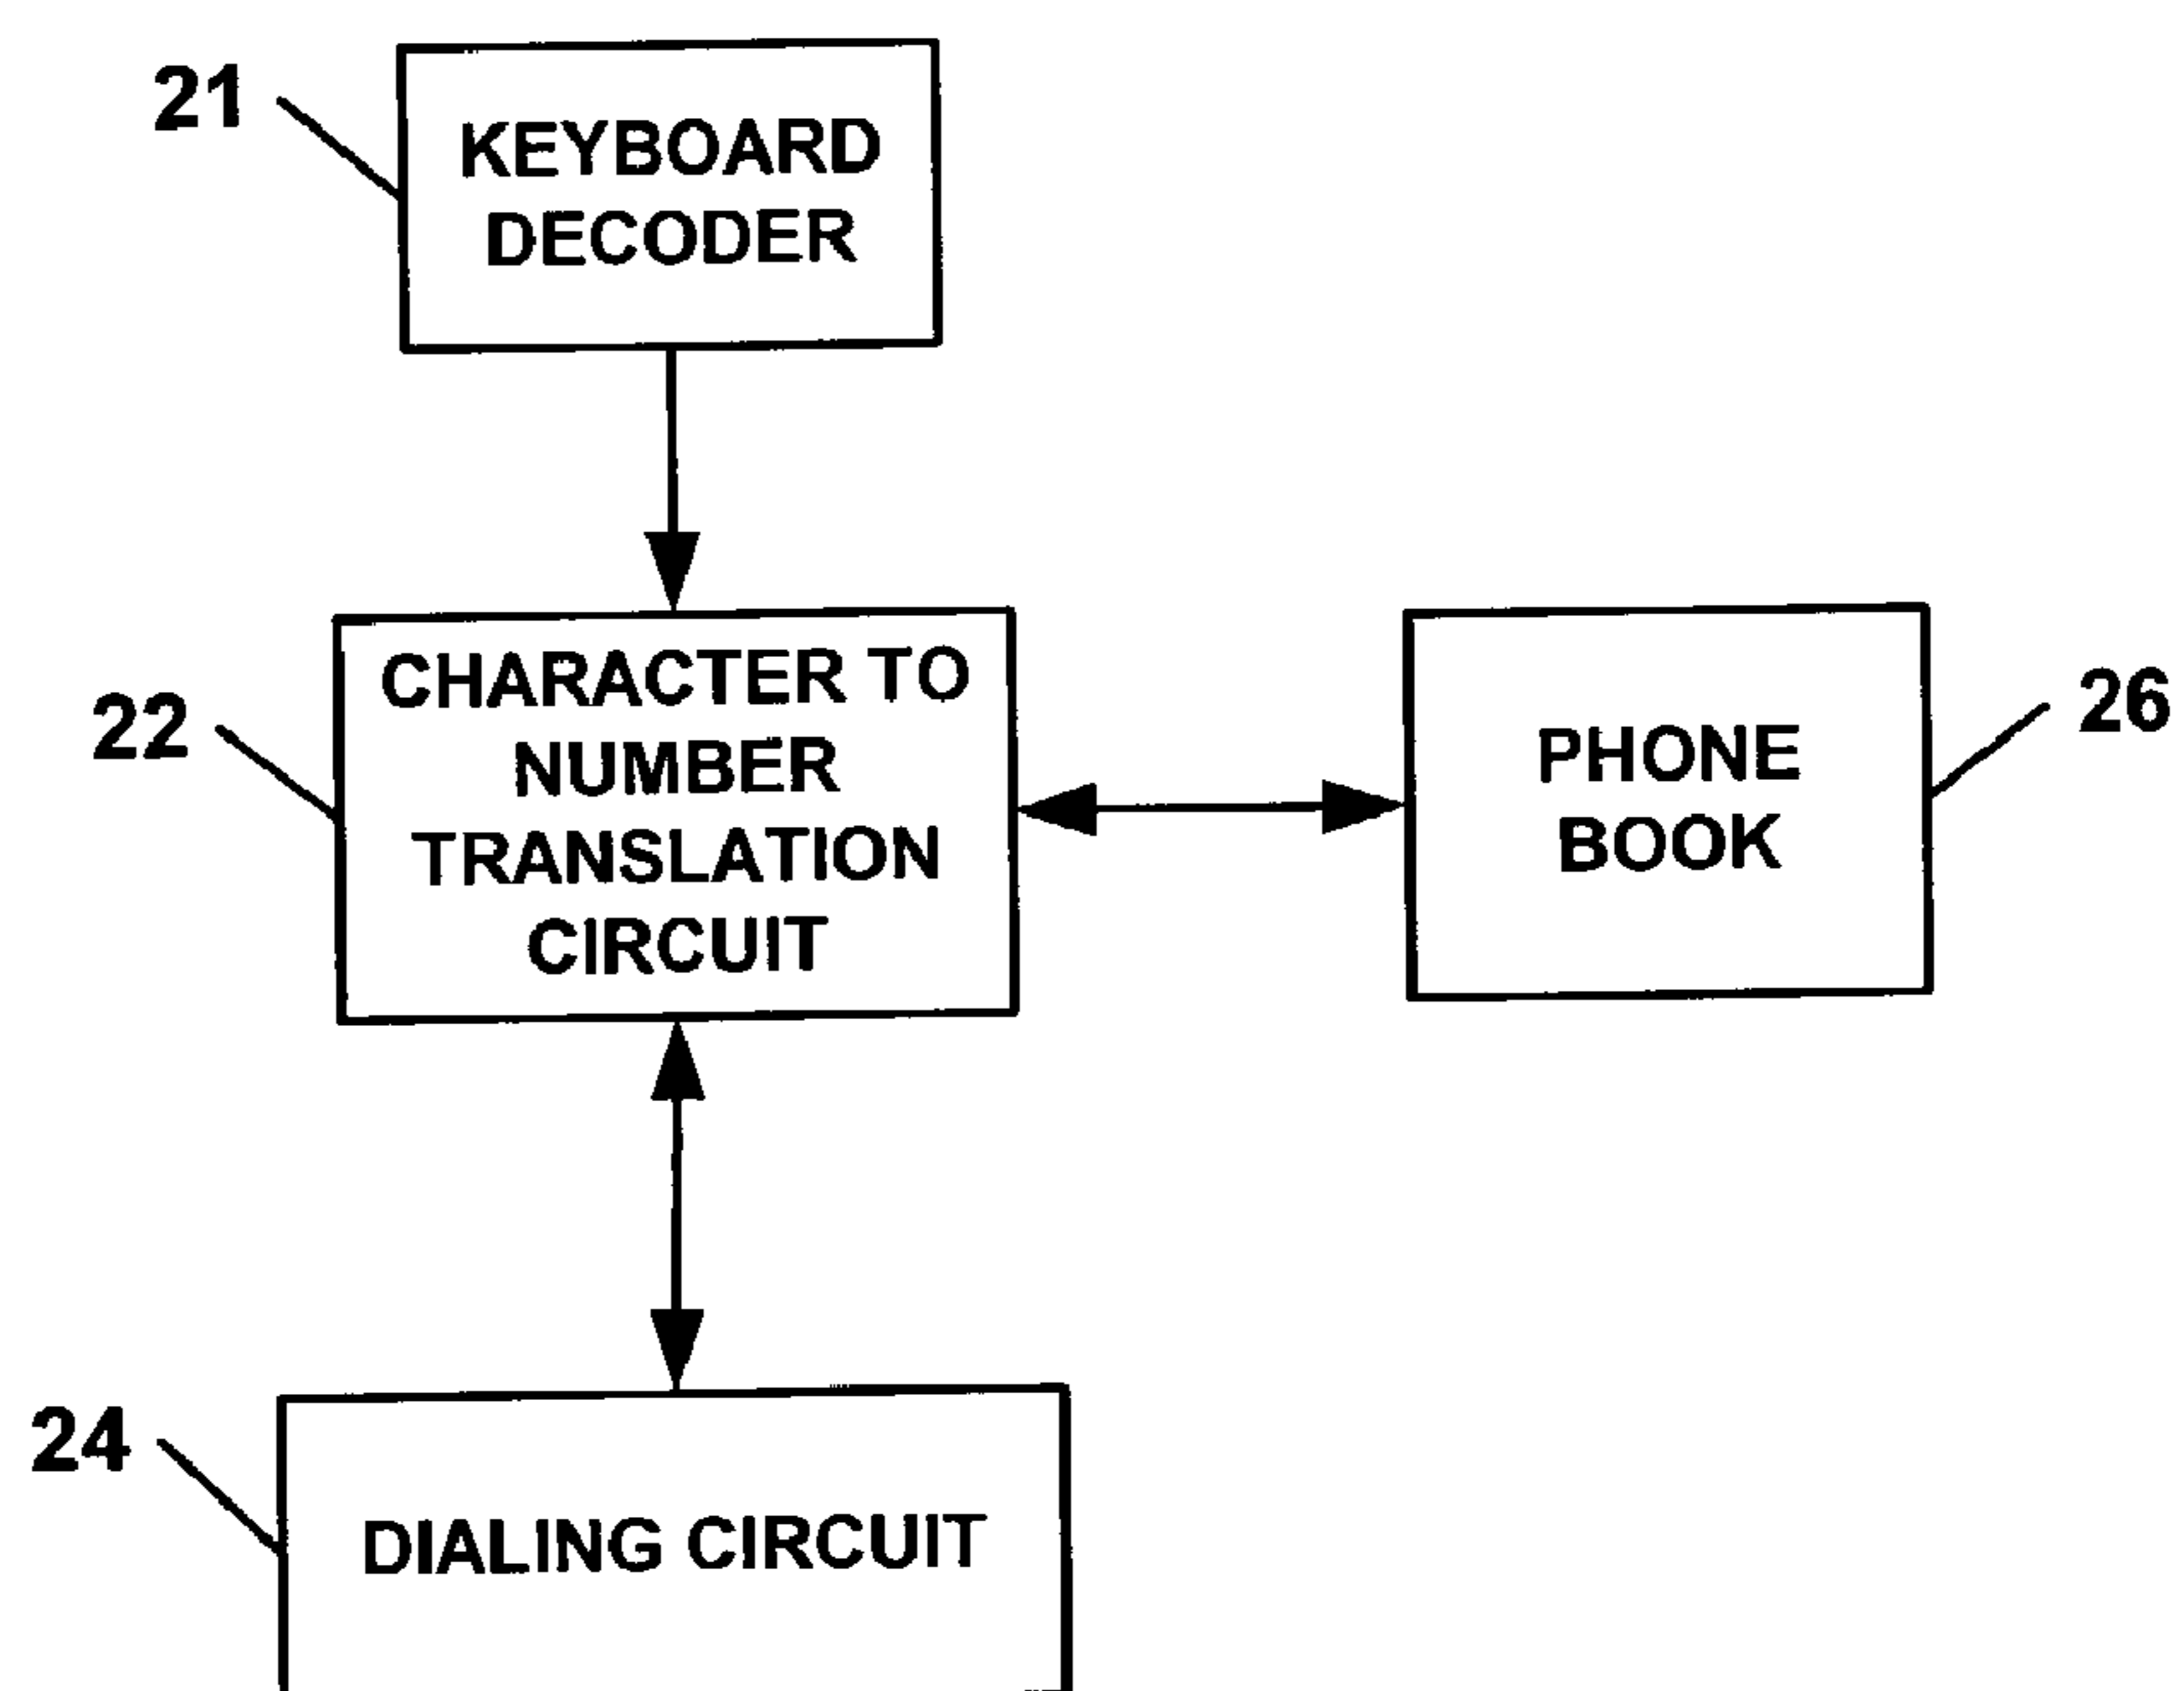 21
KEYBOARD
DECODER
22
CHARACTER TO
NUMBER
TRANSLATION
CIRCUIT
PHONE
BOOK
26
24
DIALING CIRCUIT